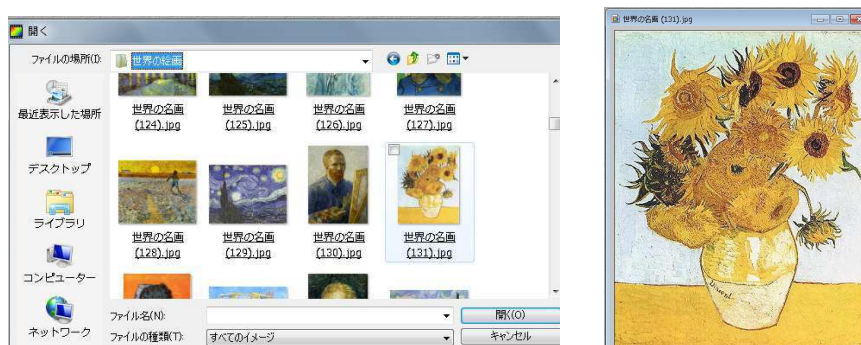 開く
ファイルの場所(I):
世界の絵画
最近表示した場所
デスクトップ
ライブラリ
コンピューター
ネットワーク
世界の名画
(124).jpg
世界の名画
(125).jpg
世界の名画
(126).jpg
世界の名画
(127).jpg
世界の名画
(128).jpg
世界の名画
(129).jpg
世界の名画
(130).jpg
世界の名画
(131).jpg
ファイル名(N):
開く(O)
ファイルの種類(T):
すべてのイメージ
キャンセル
世界の名画 (131).jpg
Vincent